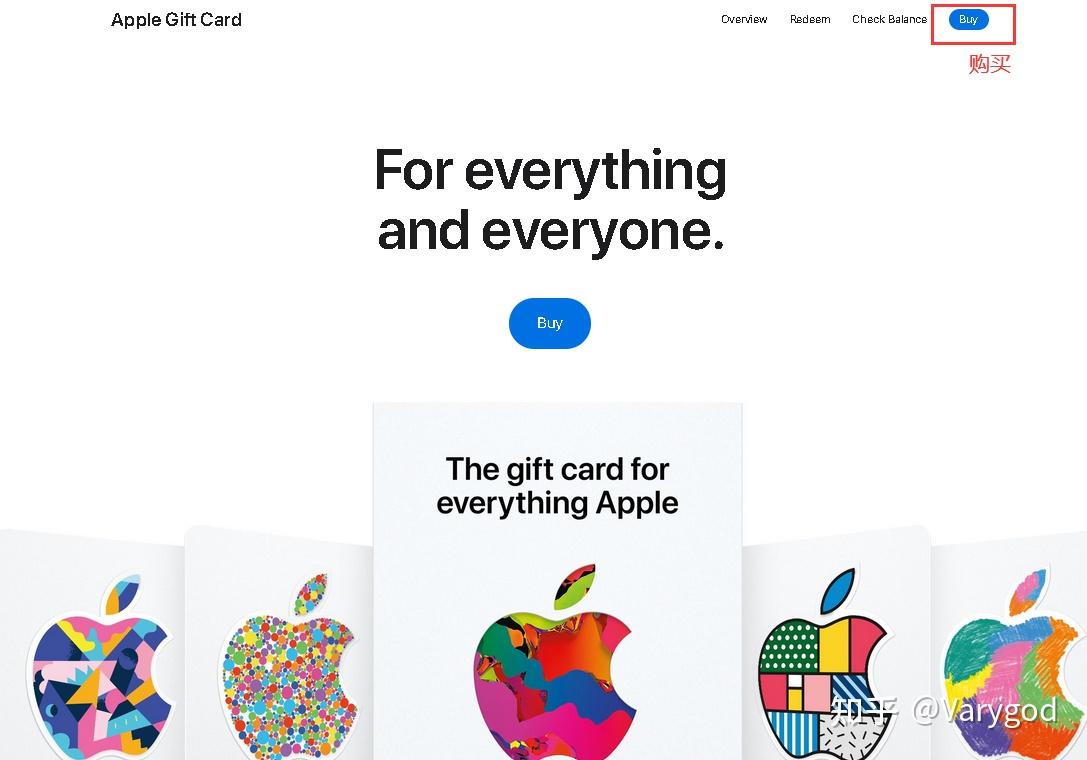 Apple Gift Card
Overview Redeem Check Balance Buy
购买
For everything
and everyone.
Buy
The gift card for
everything Apple
知乎 @Varygod